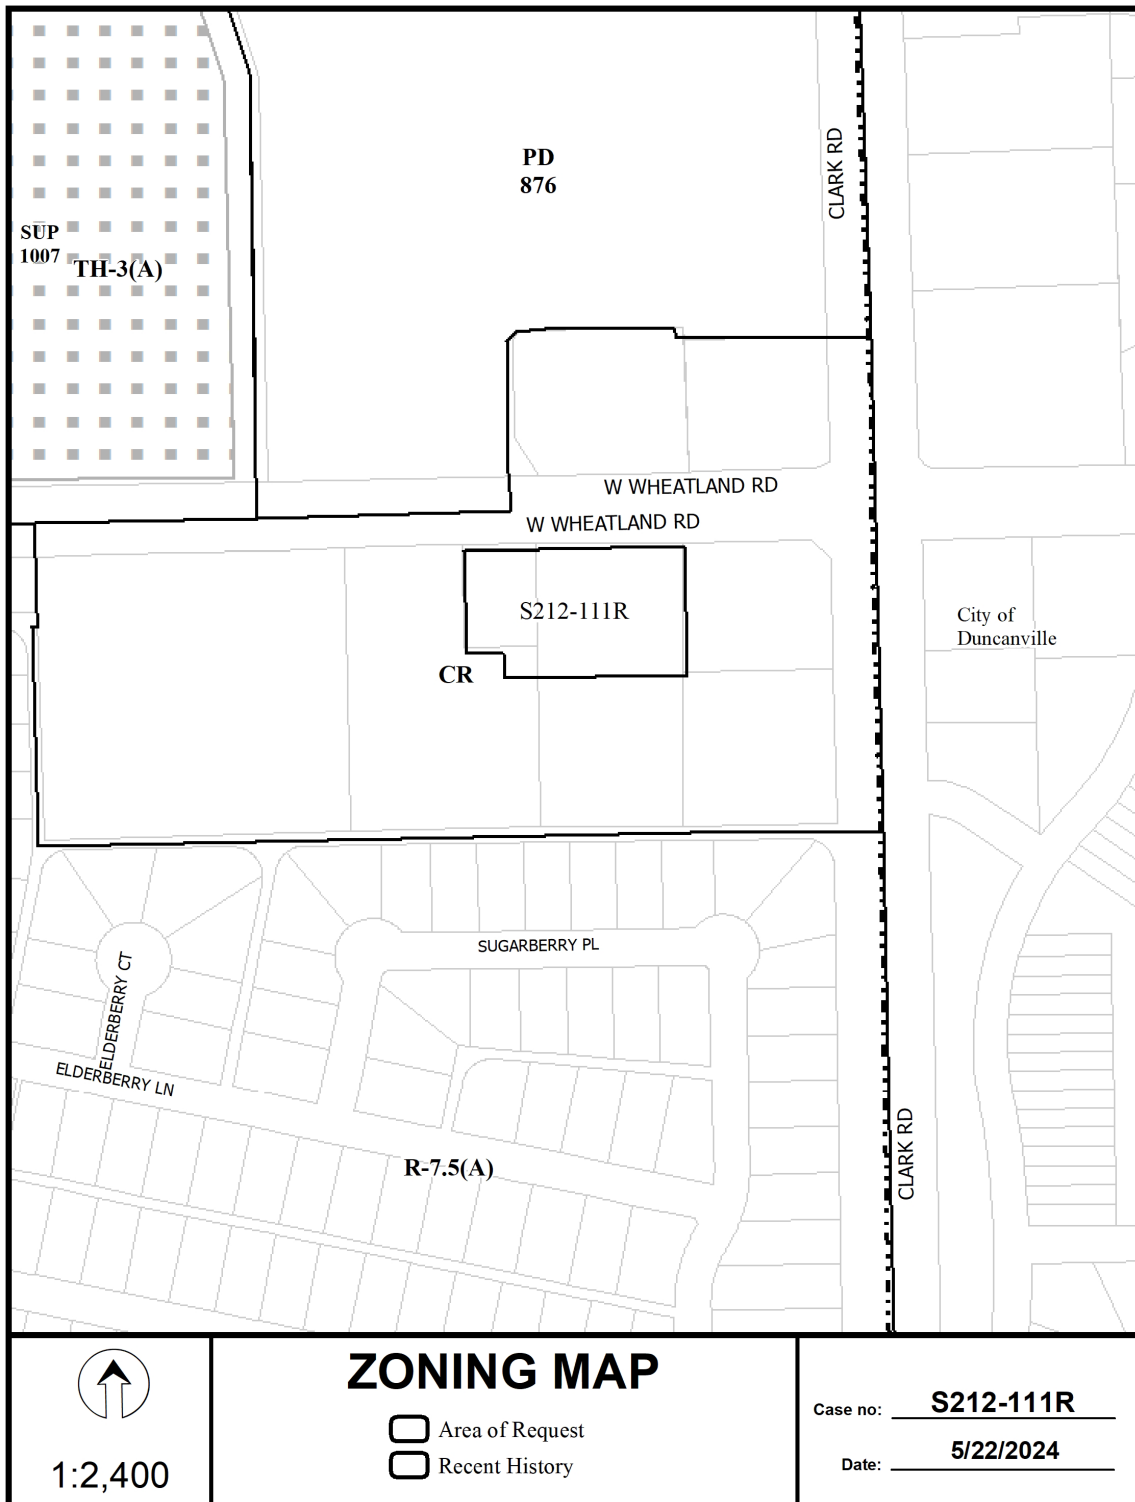 PD
876
CLARK RD
SUP
1007
TH-3(A)
W WHEATLAND RD
W WHEATLAND RD
S212-111R
City of
Duncanville
CR
SUGARBERRY PL
ELDERBERRY CT
ELDERBERRY LN
CLARK RD
R-7.5(A)
1:2,400
ZONING MAP
Area of Request
Recent History
Case no: S212-111R
Date: 5/22/2024